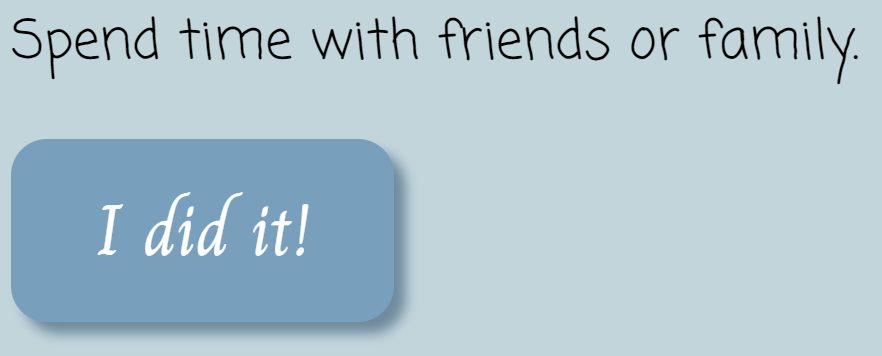 Spend time with friends or family.
I did it!